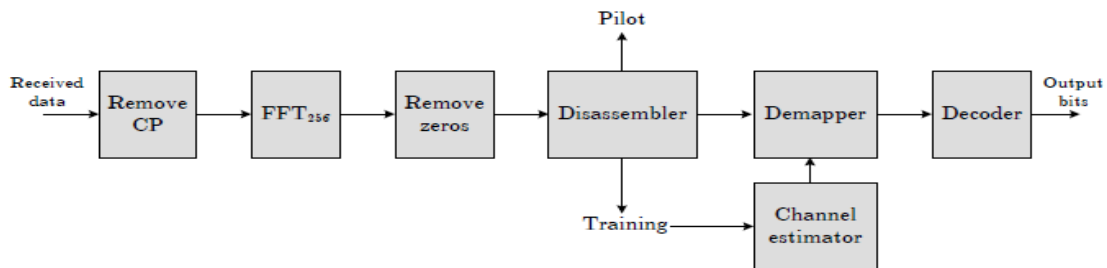 Pilot
Received
data
Remove
CP
FFT256
Remove
zeros
Disassembler
Demapper
Decoder
Output
bits
Training
Channel
estimator